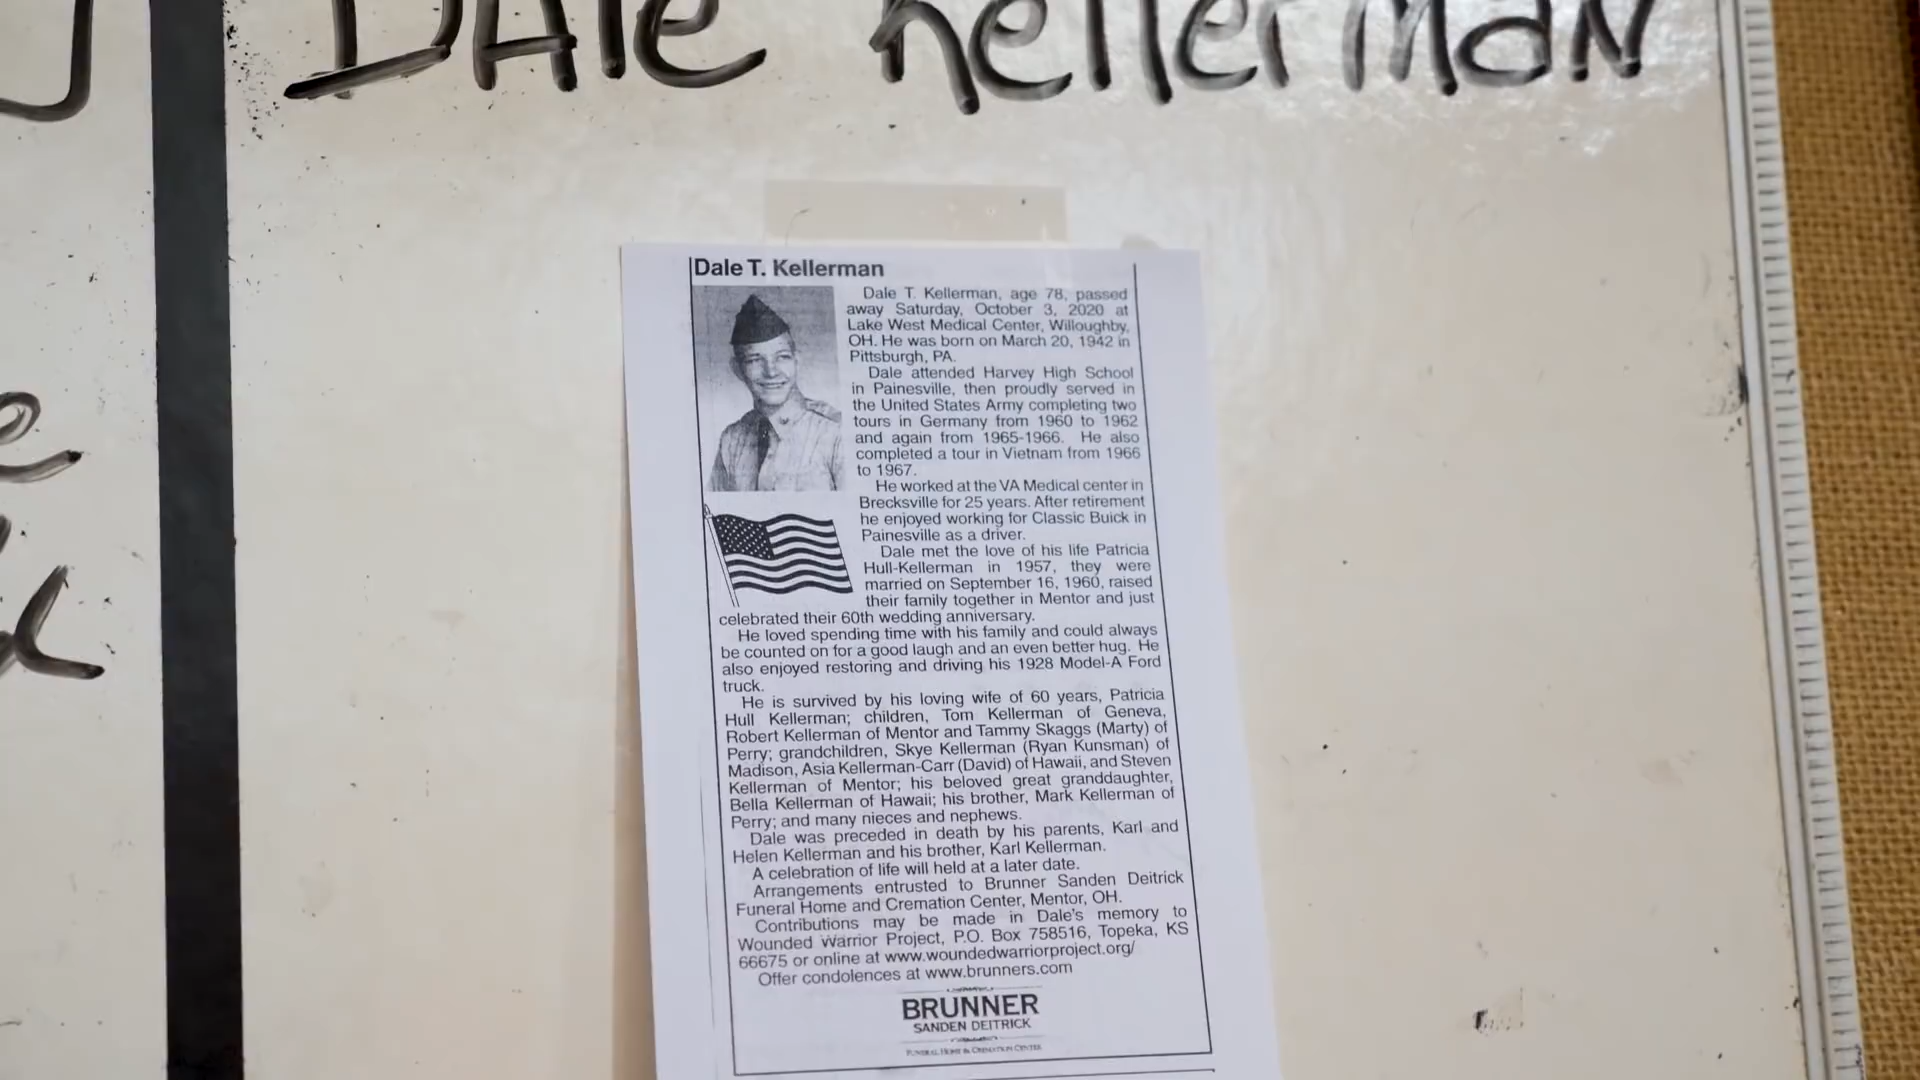 DAle Kellerman
Dale T. Kellerman
Dale T. Kellerman, age 78, passed
away Saturday, October 3, 2020 at
Lake West Medical Center, Willoughby,
OH. He was born on March 20, 1942 in
Pittsburgh, PA.
Dale attended Harvey High School
in Painesville, then proudly served in
the United States Army completing two
tours in Germany from 1960 to 1962
and again from 1965-1966. He also
completed a tour in Vietnam from 1966
to 1967.
He worked at the VA Medical center in
Brecksville for 25 years. After retirement
he enjoyed working for Classic Buick in
Painesville as a driver.
Dale met the love of his life Patricia
Hull-Kellerman in 1957, they were
married on September 16, 1960, raised
their family together in Mentor and just
celebrated their 60th wedding anniversary.
He loved spending time with his family and could always
be counted on for a good laugh and an even better hug. He
also enjoyed restoring and driving his 1928 Model-A Ford
truck.
He is survived by his loving wife of 60 years, Patricia
Hull Kellerman; children, Tom Kellerman of Geneva,
Robert Kellerman of Mentor and Tammy Skaggs (Marty) of
Perry; grandchildren, Skye Kellerman (Ryan Kunsman) of
Madison, Asia Kellerman-Carr (David) of Hawaii, and Steven
Kellerman of Mentor; his beloved great granddaughter,
Bella Kellerman of Hawaii; his brother, Mark Kellerman of
Perry; and many nieces and nephews.
Dale was preceded in death by his parents, Karl and
Helen Kellerman and his brother, Karl Kellerman.
A celebration of life will held at a later date.
Arrangements entrusted to Brunner Sanden Deitrick
Funeral Home and Cremation Center, Mentor, OH.
Contributions may be made in Dale's memory to
Wounded Warrior Project, P.O. Box 758516, Topeka, KS
66675 or online at www.woundedwarriorproject.org/
Offer condolences at www.brunners.com
BRUNNER
SANDEN DEITRICK
FUNERAL HOME & CREMATION CENTER